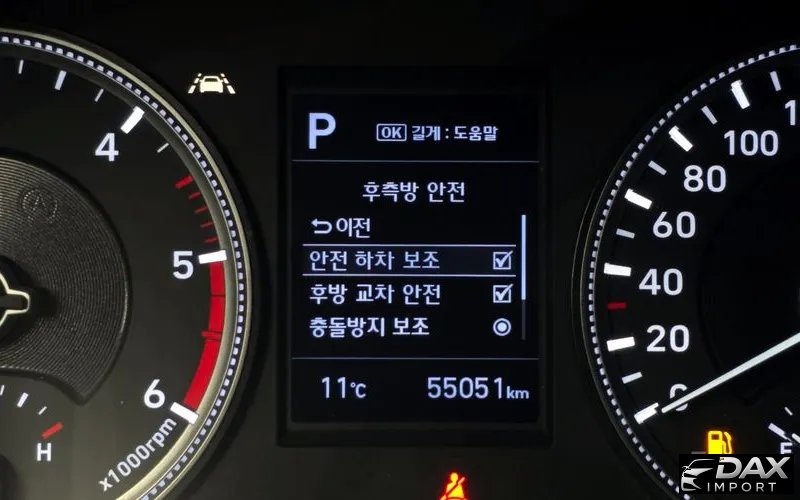 P
OK 길게 : 도움말
후측방 안전
이전
안전 하차 보조
후방 교차 안전
충돌방지 보조
11℃ 55051km
4
5
6
x1000rpm
H
A
100
80
60
40
20
0
DAX
IMPORT